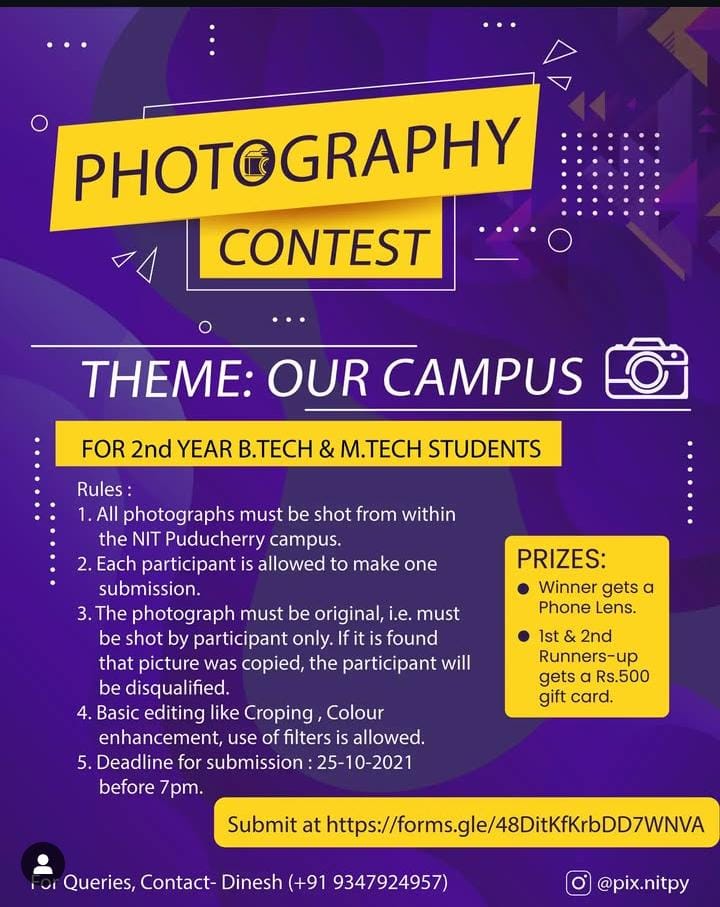 PHOTOGRAPHY
CONTEST
THEME: OUR CAMPUS
FOR 2nd YEAR B.TECH & M.TECH STUDENTS
Rules :
1. All photographs must be shot from within
the NIT Puducherry campus.
2. Each participant is allowed to make one
submission.
3. The photograph must be original, i.e. must
be shot by participant only. If it is found
that picture was copied, the participant will
be disqualified.
4. Basic editing like Croping , Colour
enhancement, use of filters is allowed.
5. Deadline for submission : 25-10-2021
before 7pm.
PRIZES:
Winner gets a
Phone Lens.
1st & 2nd
Runners-up
gets a Rs.500
gift card.
Submit at https://forms.gle/48DitKfKrbDD7WNVA
For Queries, Contact- Dinesh (+91 9347924957)
@pix.nitpy